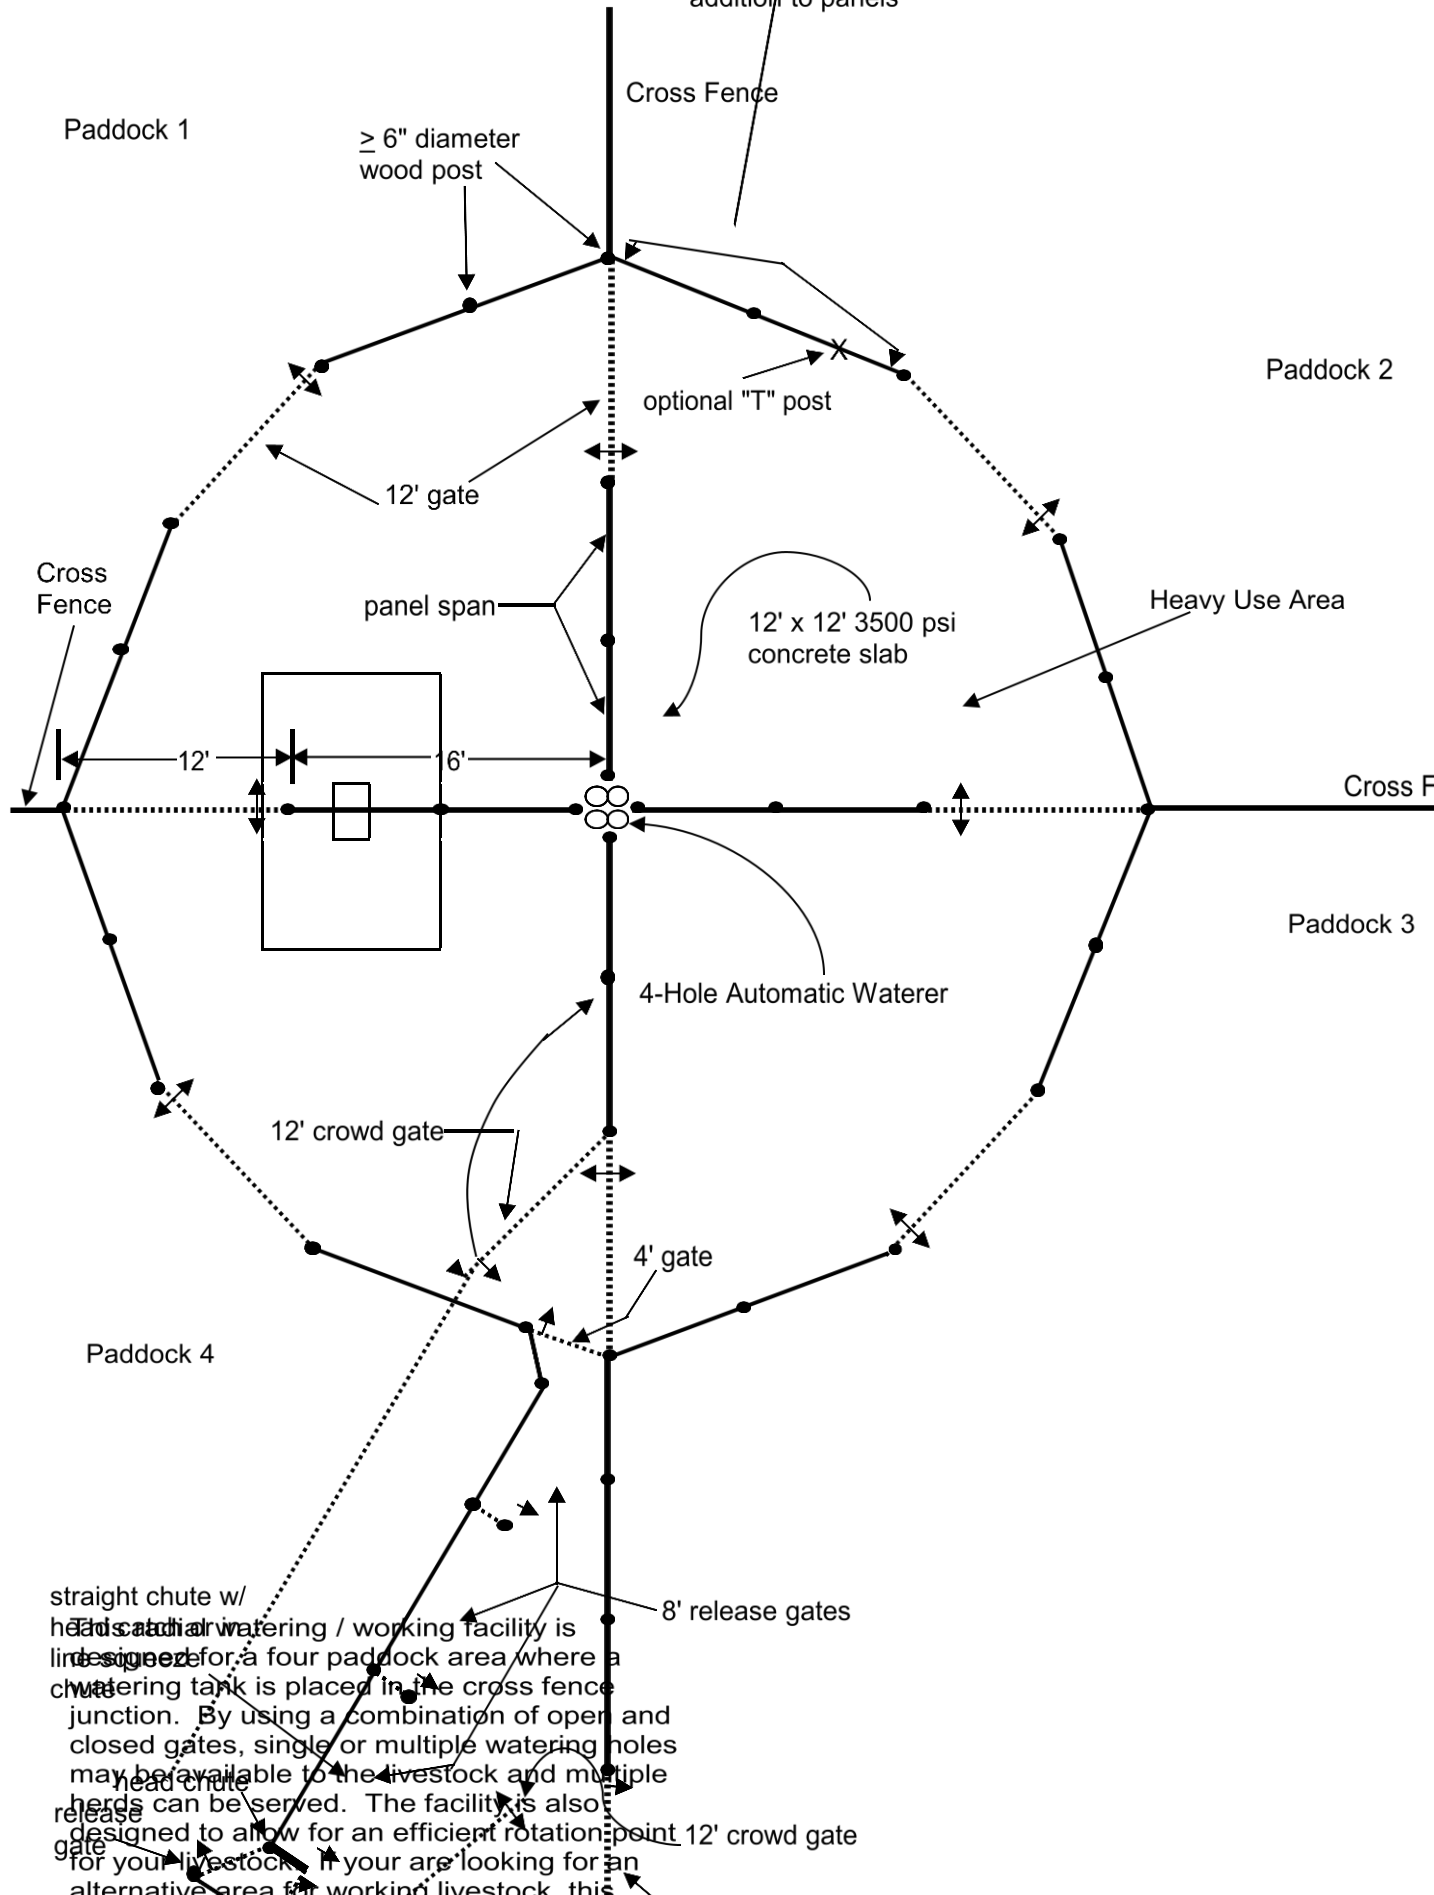 addition to panels
Cross Fence
Paddock 1
> 6" diameter
wood post
Paddock 2
optional "T" post
12' gate
Cross
Fence
panel span
12' x 12' 3500 psi
concrete slab
Heavy Use Area
12'
16'
Cross F
Paddock 3
4-Hole Automatic Waterer
12' crowd gate
4' gate
Paddock 4
8' release gates
straight chute w/
head catch or in
line squeeze
chute
This radial watering / working facility is
designed for a four paddock area where a
watering tank is placed in the cross fence
junction. By using a combination of open and
closed gates, single or multiple watering holes
may be available to the livestock and multiple
herds can be served. The facility is also
designed to allow for an efficient rotation point
for your livestock. If your are looking for an
alternative area for working livestock, this
head chute
release
gate
12' crowd gate